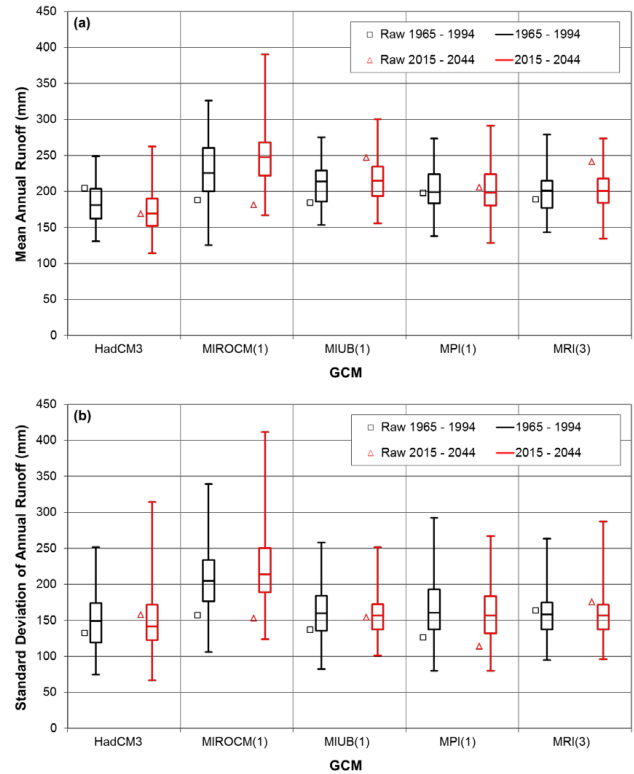 450
400
350
300
250
200
150
100
50
0
Mean Annual Runoff (mm)
(a)
Raw 1965 - 1994
1965 - 1994
Raw 2015 - 2044
2015 - 2044
HadCM3
MIROCM(1)
MIUB(1)
MPI(1)
MRI(3)
GCM
450
400
350
300
250
200
150
100
50
0
Standard Deviation of Annual Runoff (mm)
(b)
Raw 1965 - 1994
1965 - 1994
Raw 2015 - 2044
2015 - 2044
HadCM3
MIROCM(1)
MIUB(1)
MPI(1)
MRI(3)
GCM